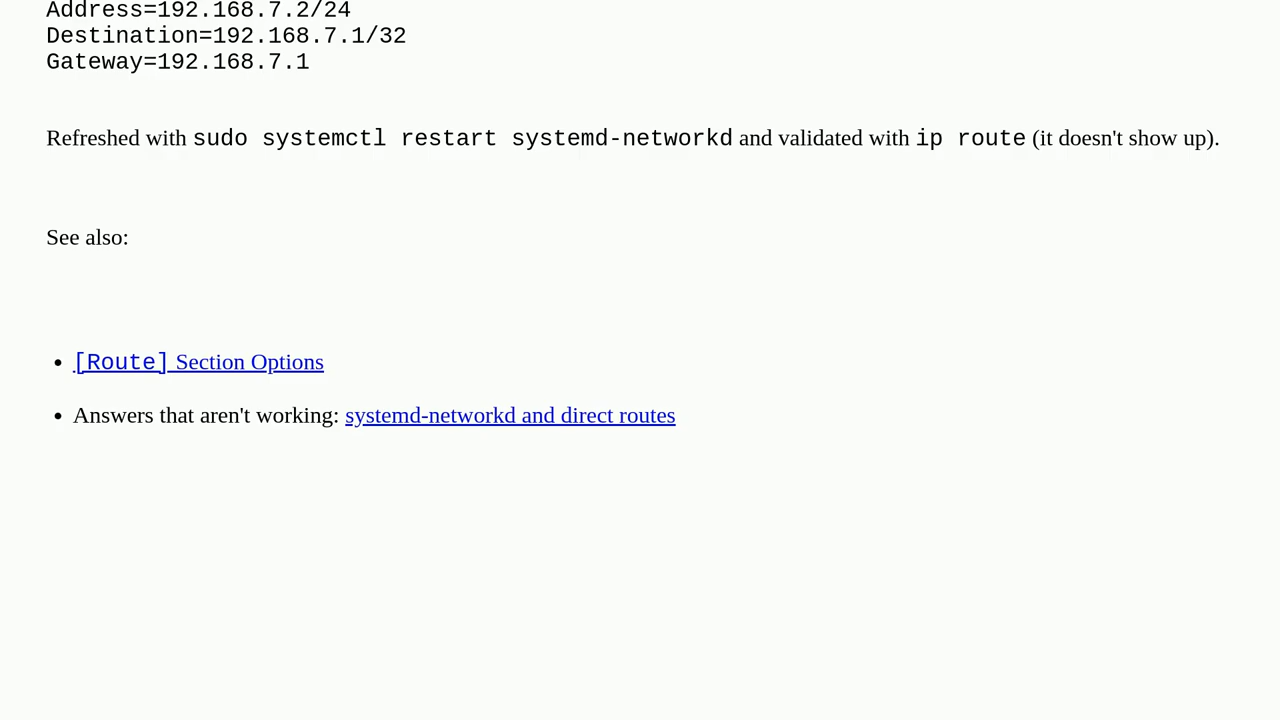 Address=192.168.7.2/24
Destination=192.168.7.1/32
Gateway=192.168.7.1
Refreshed with sudo systemctl restart systemd-networkd and validated with ip route (it doesn't show up).
See also:
• [Route] Section Options
• Answers that aren't working: systemd-networkd and direct routes